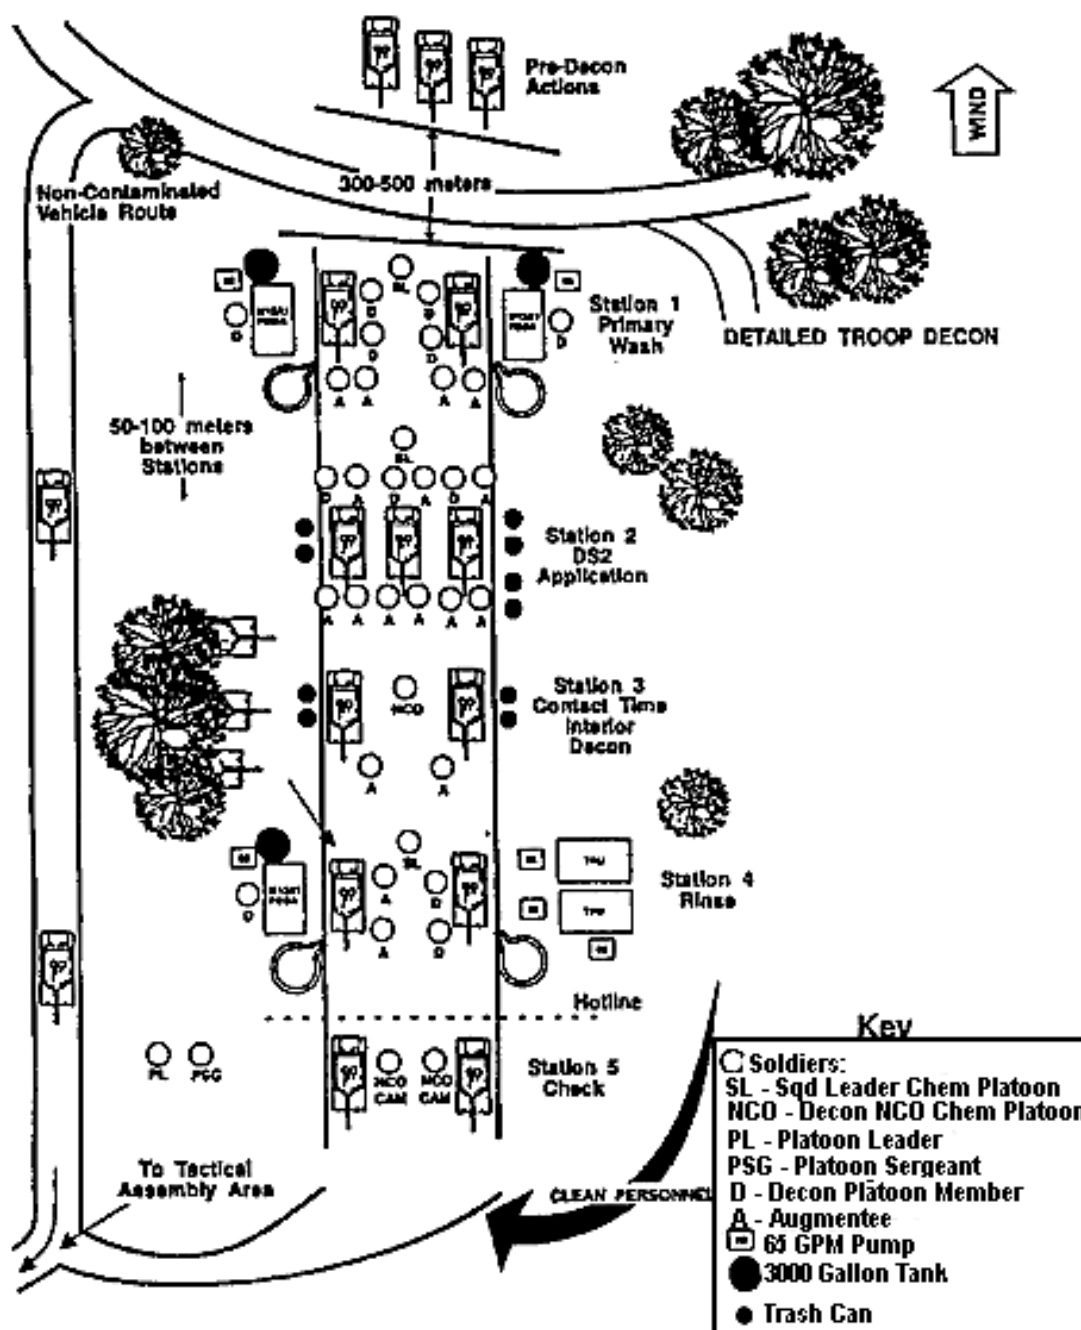 Pre-Decon
Actions
WIND
300-500 meters
Non-Contaminated
Vehicle Route
Station 1
Primary
Wash
DETAILED TROOP DECON
SL
D
D
D
D
D
D
A
A
A
A
50-100 meters
between
Stations
SL
D A D A D A
Station 2
DS2
Application
A A A A A A
Station 3
Contact Time
Interior
Decon
NCO
A
A
SL
Station 4
Rinse
TPU
TPU
D
A
D
A
D
Hotline
Station 5
Check
PL
PSG
NCO
CAM
NCO
CAM
To Tactical
Assembly Area
CLEAN PERSONNEL
Key
Soldiers:
SL - Sqd Leader Chem Platoon
NCO - Decon NCO Chem Platoon
PL - Platoon Leader
PSG - Platoon Sergeant
D - Decon Platoon Member
A - Augmentee
65 GPM Pump
3000 Gallon Tank
Trash Can